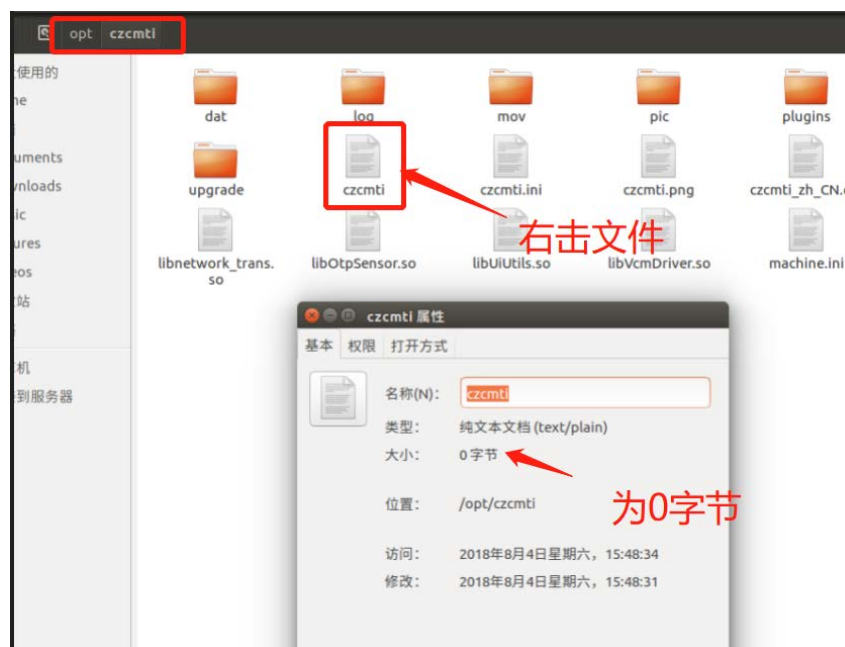 opt czcmti
使用的
dat log mov pic plugins
uments
wnloads
upgrade czcmti czcmti.ini czcmti.png czcmti_zh_CN.
右击文件
ures
eos
libnetwork_trans.so libOtpSensor.so libUiUtils.so libVcmDriver.so machine.ini
站
czcmti 属性
基本 权限 打开方式
机
名称(N): czcmti
到服务器
类型: 纯文本文档 (text/plain)
大小: 0 字节
为0字节
位置: /opt/czcmti
访问: 2018年8月4日星期六, 15:48:34
修改: 2018年8月4日星期六, 15:48:31